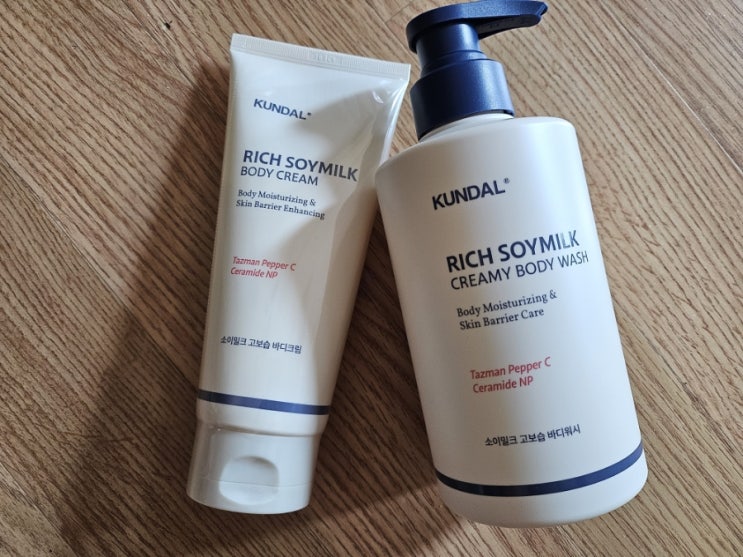 KUNDAL®
RICH SOYMILK
BODY CREAM
Body Moisturizing &
Skin Barrier Enhancing
Tazman Pepper C
Ceramide NP
소이밀크 고보습 바디크림
KUNDAL®
RICH SOYMILK
CREAMY BODY WASH
Body Moisturizing &
Skin Barrier Care
Tazman Pepper C
Ceramide NP
소이밀크 고보습 바디워시